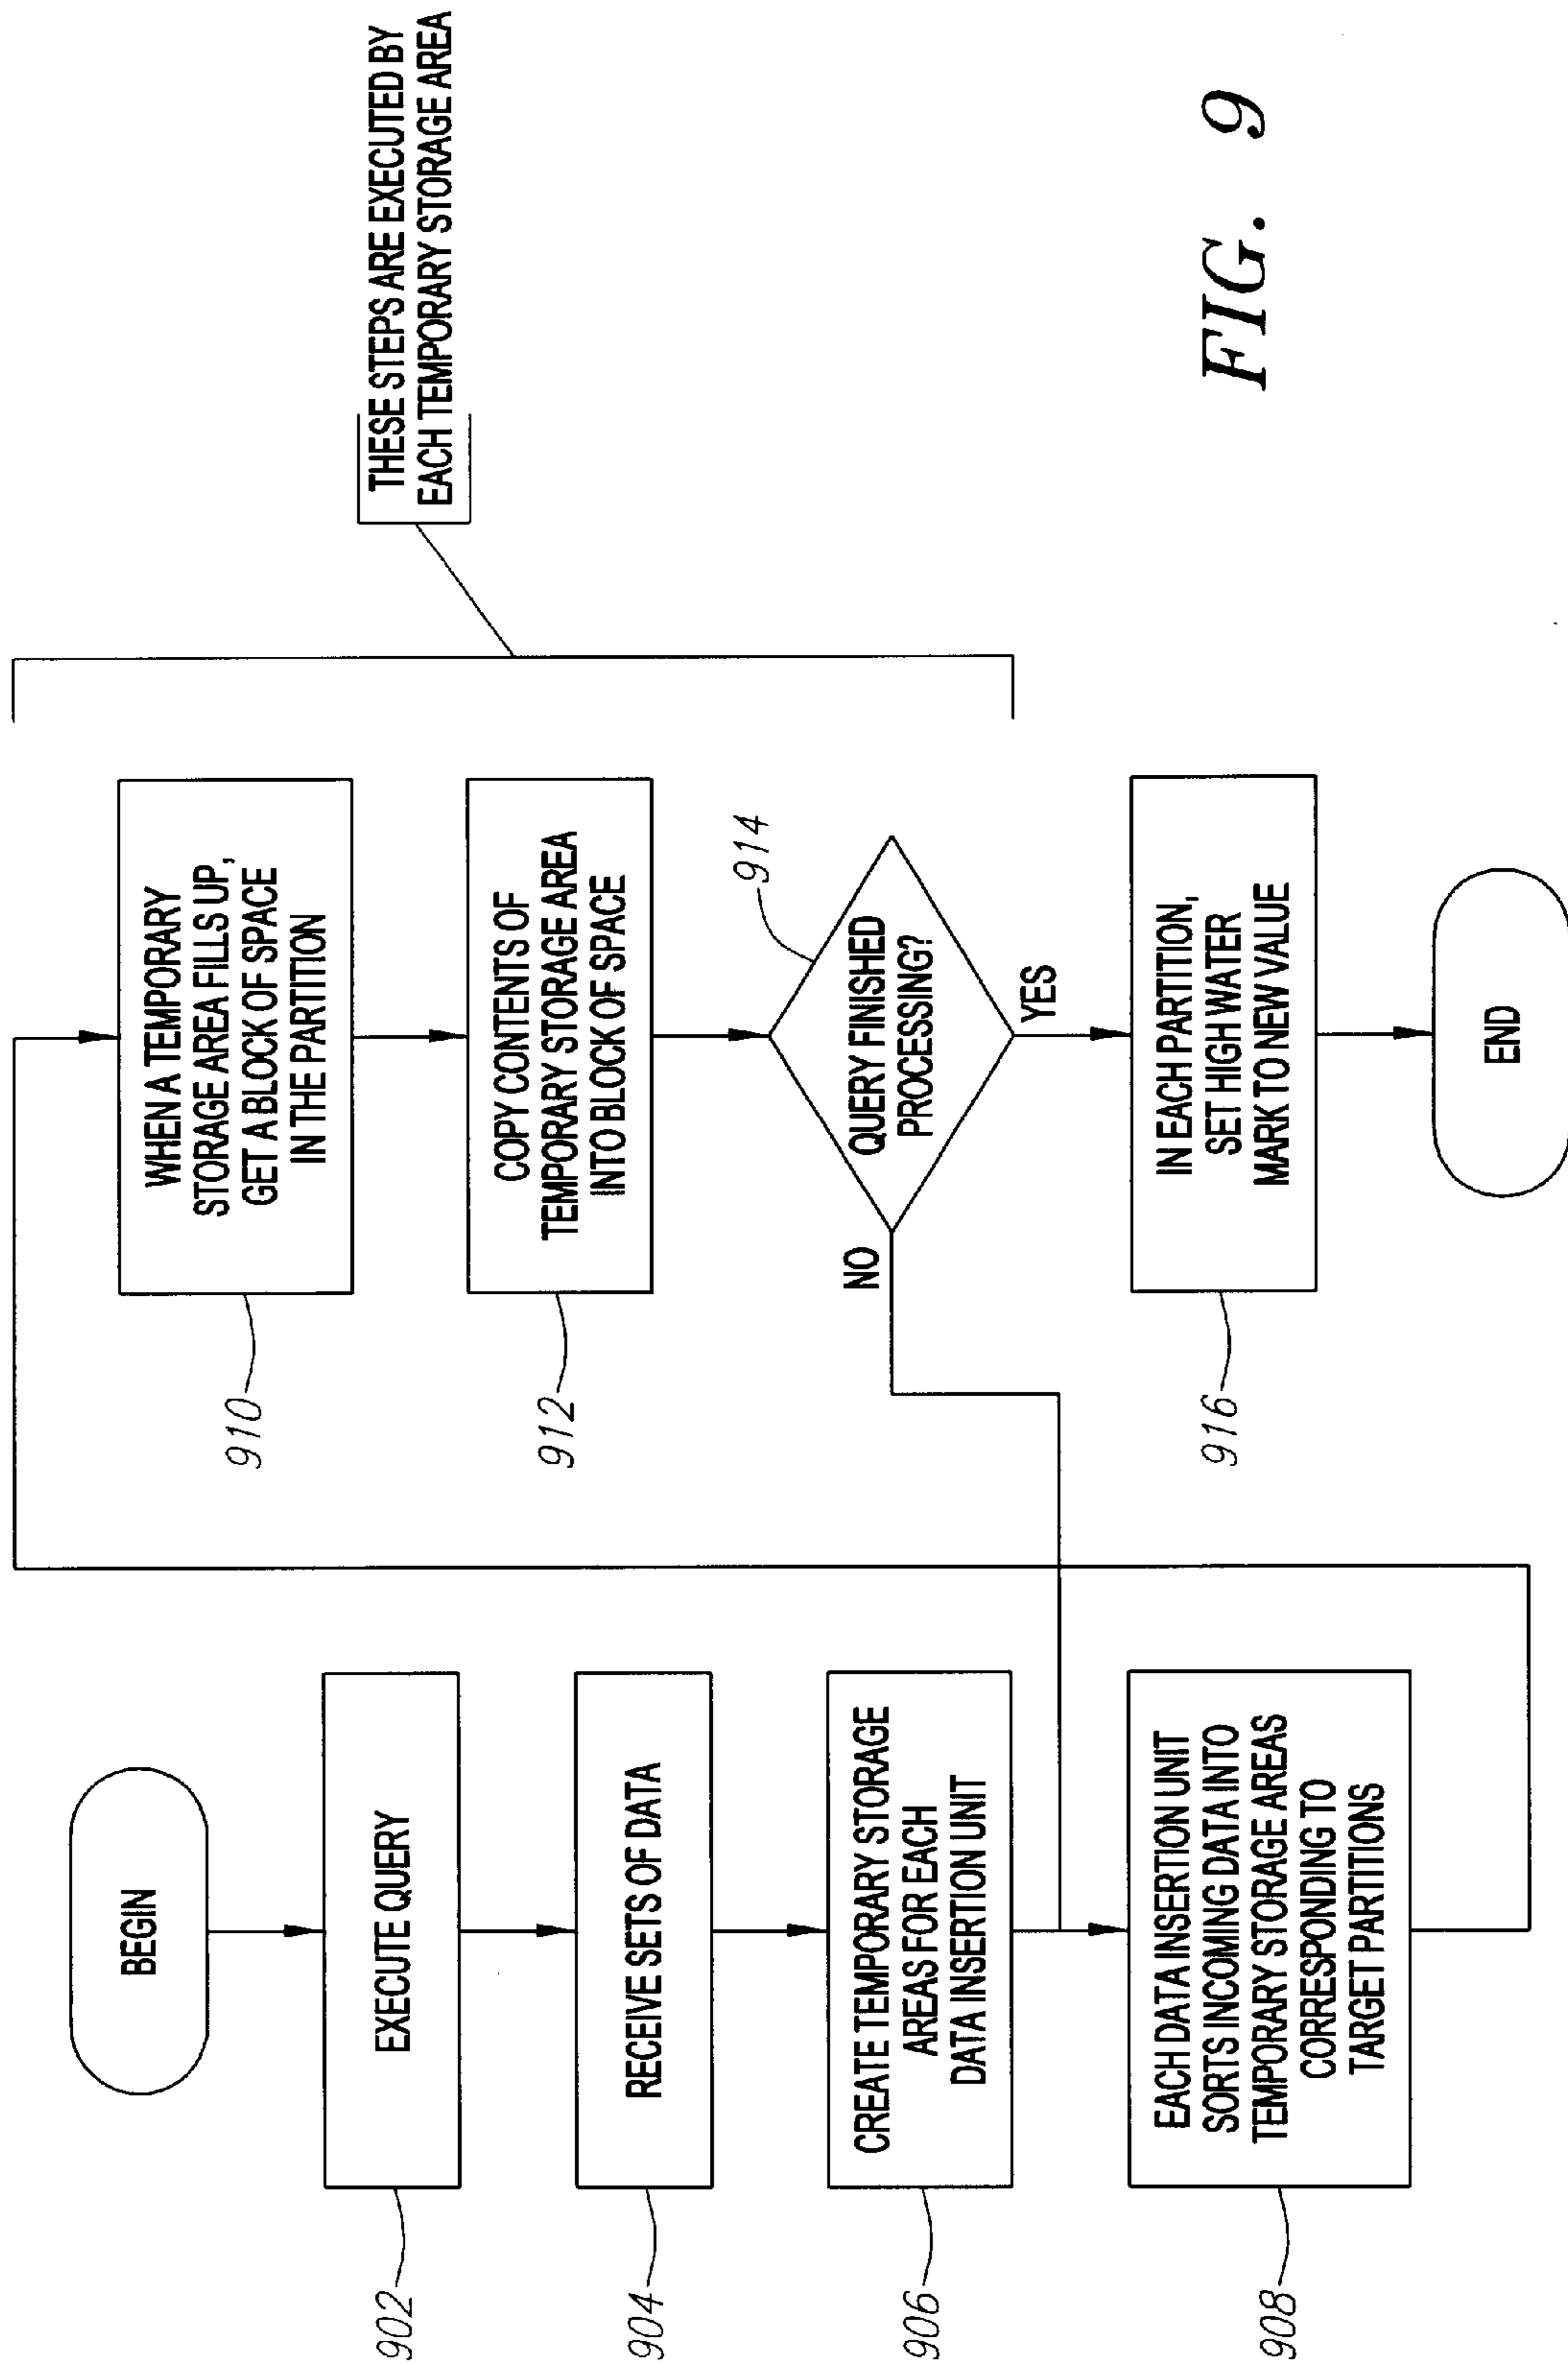 BEGIN
902
EXECUTE QUERY
904
RECEIVE SETS OF DATA
906
CREATE TEMPORARY STORAGE
AREAS FOR EACH
DATA INSERTION UNIT
908
EACH DATA INSERTION UNIT
SORTS INCOMING DATA INTO
TEMPORARY STORAGE AREAS
CORRESPONDING TO
TARGET PARTITIONS
910
WHEN A TEMPORARY
STORAGE AREA FILLS UP,
GET A BLOCK OF SPACE
IN THE PARTITION
912
COPY CONTENTS OF
TEMPORARY STORAGE AREA
INTO BLOCK OF SPACE
914
QUERY FINISHED
PROCESSING?
NO
YES
916
IN EACH PARTITION,
SET HIGH WATER
MARK TO NEW VALUE
END
THESE STEPS ARE EXECUTED BY
EACH TEMPORARY STORAGE AREA
FIG. 9